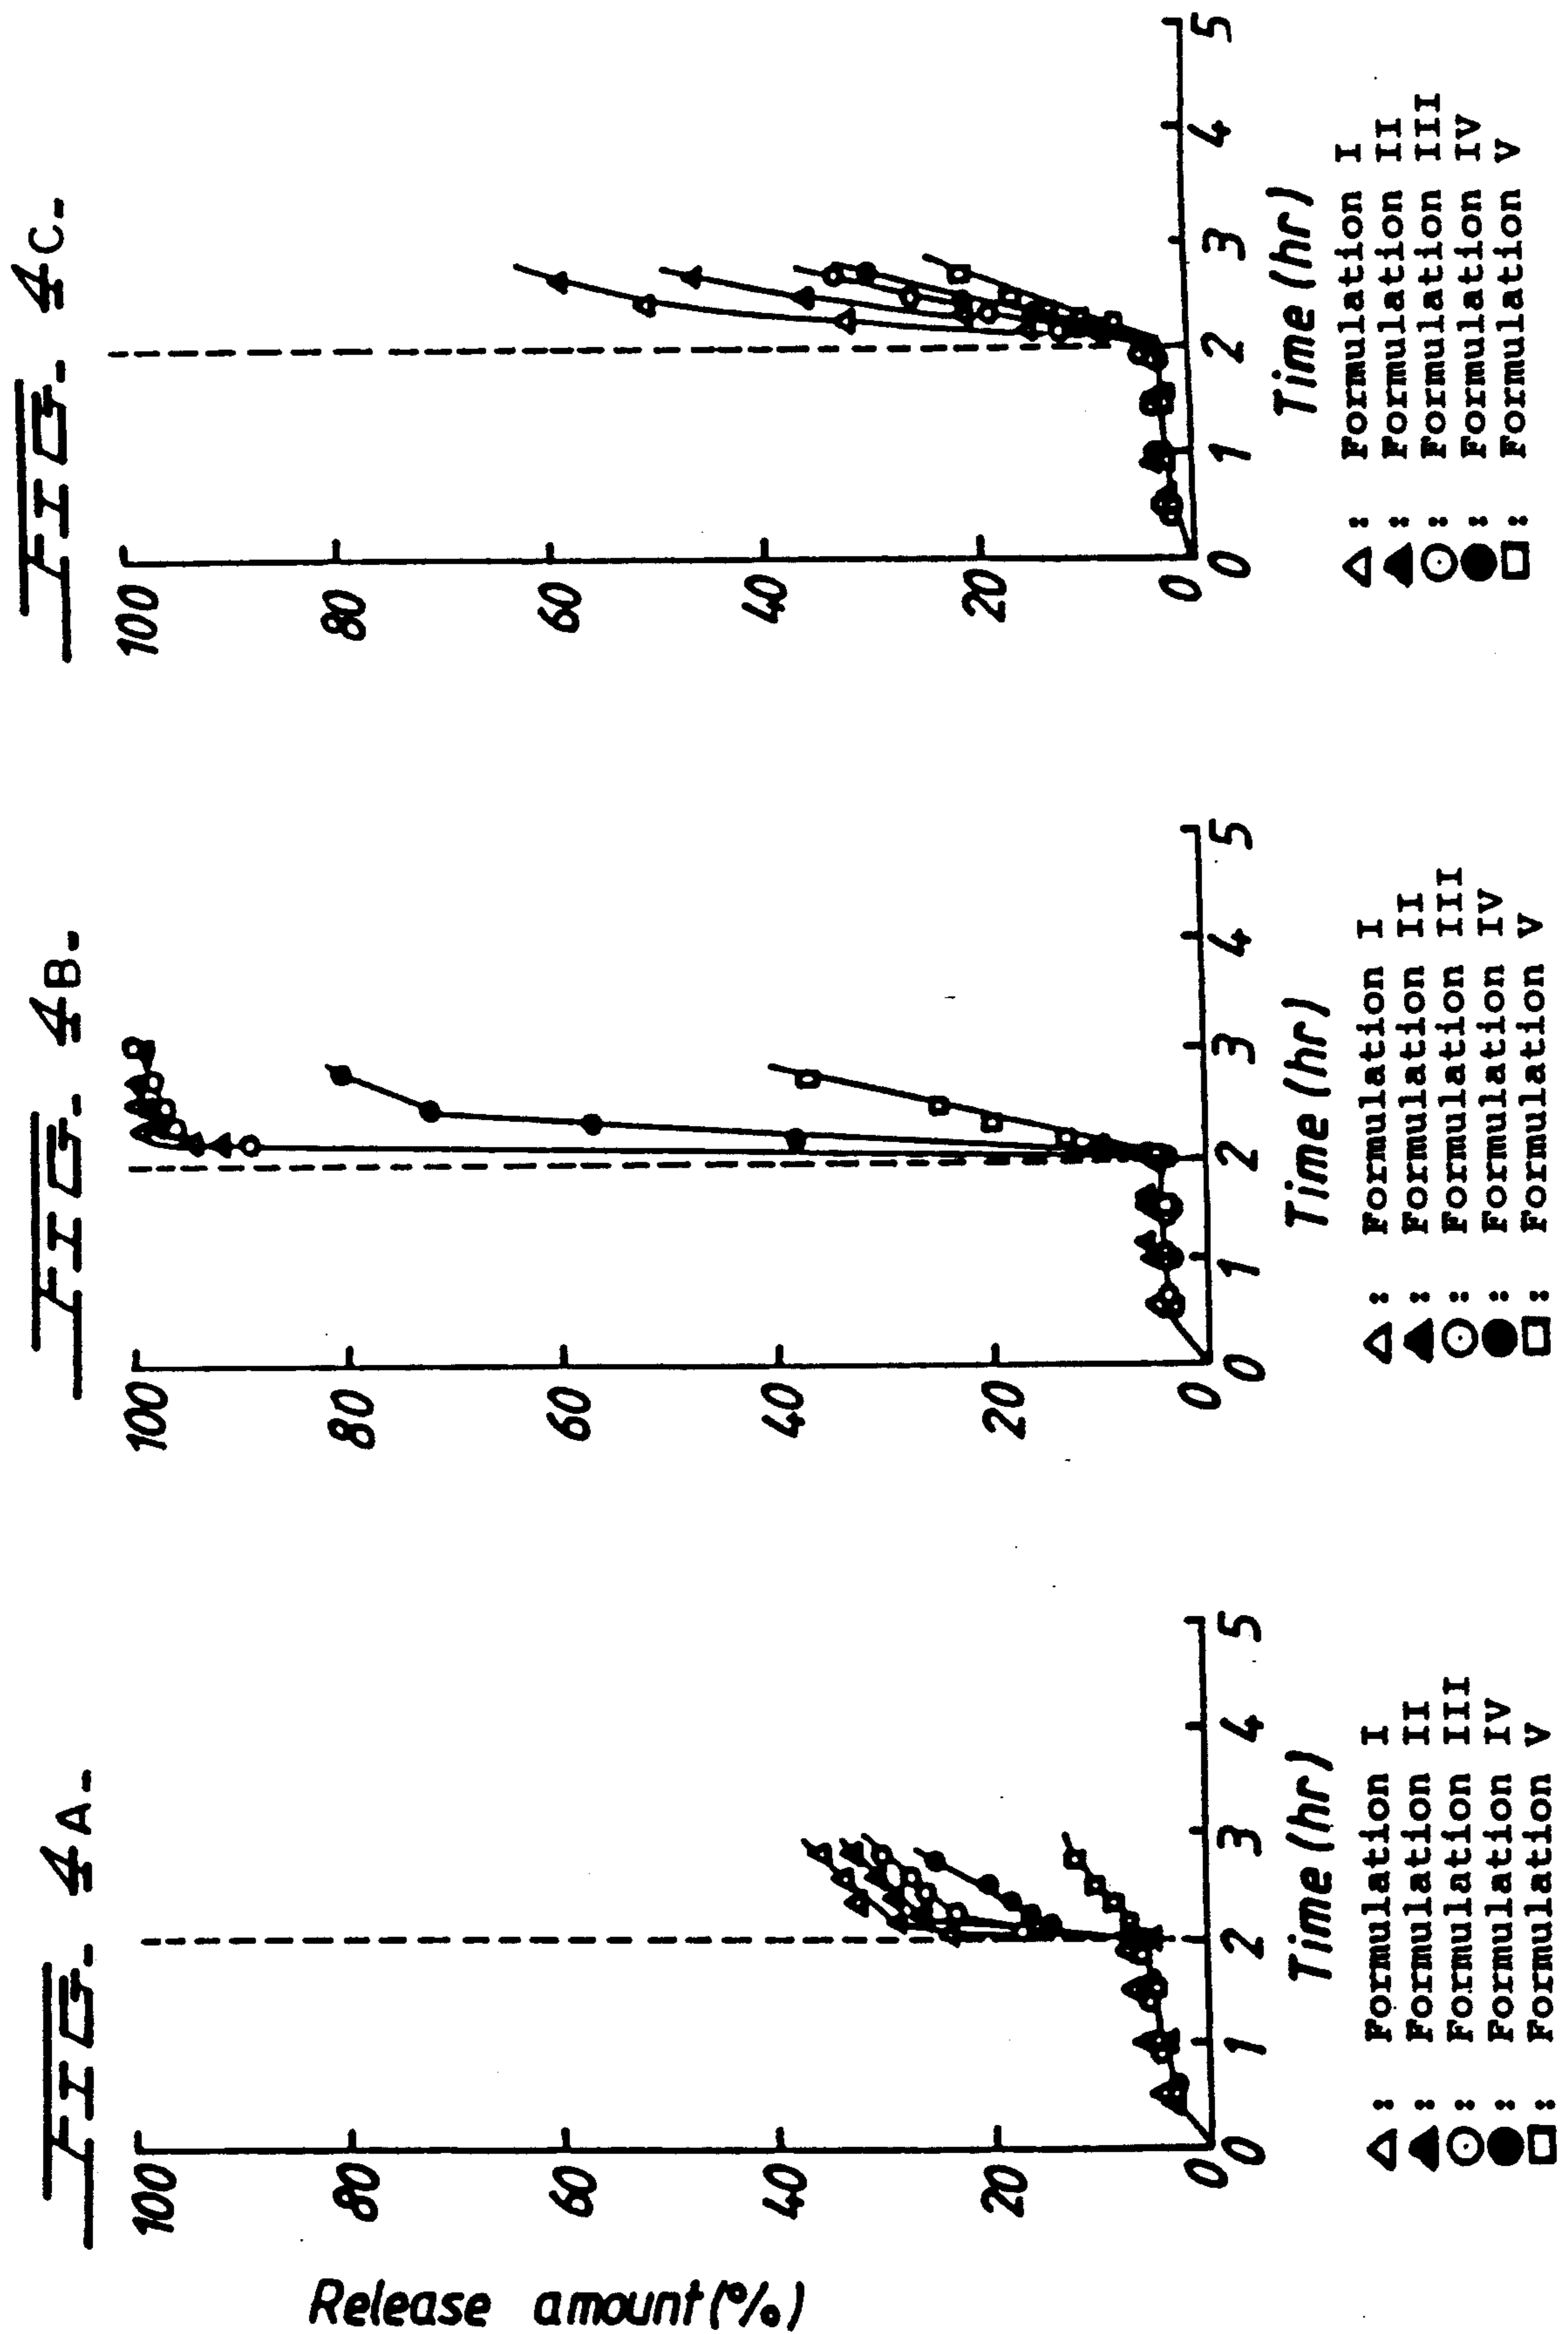 FIG. 4A.
Release amount (%)
100
80
60
40
20
0
0 1 2 3 4 5
Time (hr)
△ : Formulation I
▲ : Formulation II
⊙ : Formulation III
● : Formulation IV
□ : Formulation V
FIG. 4B.
100
80
60
40
20
0
0 1 2 3 4 5
Time (hr)
△ : Formulation I
▲ : Formulation II
⊙ : Formulation III
● : Formulation IV
□ : Formulation V
FIG. 4C.
100
80
60
40
20
0
0 1 2 3 4 5
Time (hr)
△ : Formulation I
▲ : Formulation II
⊙ : Formulation III
● : Formulation IV
□ : Formulation V